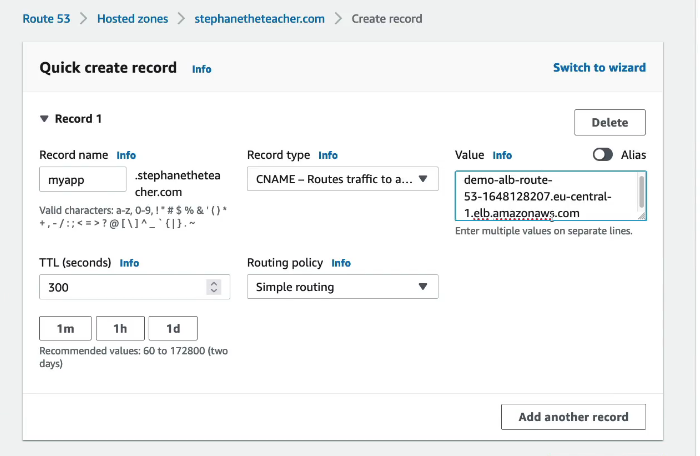 Route 53 > Hosted zones > stephanetheteacher.com > Create record
Quick create record Info
Switch to wizard
▼ Record 1
Delete
Record name Info
myapp
.stephanethetea
cher.com
Valid characters: a-z, 0-9, ! " # $ % & ' ( ) *
+ , - / : ; < = > ? @ [ \ ] ^ _ ` { | } . ~
Record type Info
CNAME – Routes traffic to a...
Value Info
Alias
demo-alb-route-
53-1648128207.eu-central-
1.elb.amazonaws.com
Enter multiple values on separate lines.
TTL (seconds) Info
300
1m
1h
1d
Recommended values: 60 to 172800 (two
days)
Routing policy Info
Simple routing
Add another record